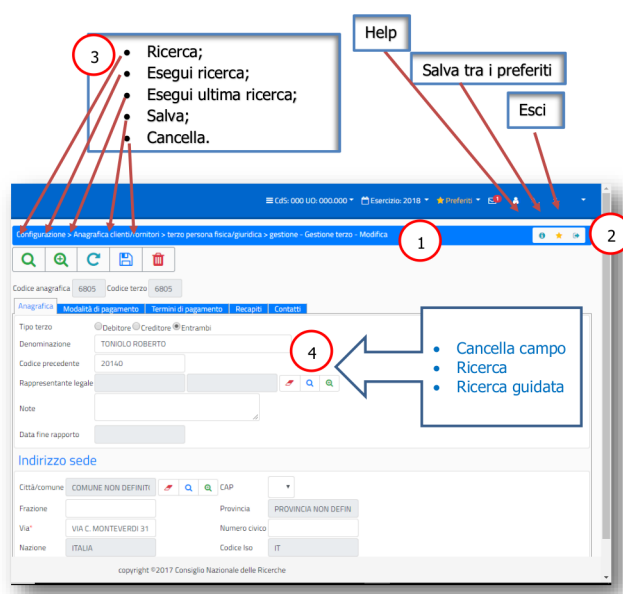 Help
3
• Ricerca;
• Esegui ricerca;
• Esegui ultima ricerca;
• Salva;
• Cancella.
Salva tra i preferiti
Esci
CdS: 000 UO: 000.000 Esercizio: 2018 Preferiti
Configurazione > Anagrafica clienti/fornitori > terzo persona fisica/giuridica > gestione - Gestione terzo - Modifica
1
2
Codice anagrafica 6805 Codice terzo 6805
Anagrafica Modalità di pagamento Termini di pagamento Recapiti Contatti
Tipo terzo Debitore Creditore Entrambi
Denominazione TONIOLO ROBERTO
4
Codice precedente 20140
Rappresentante legale
Note
Data fine rapporto
• Cancella campo
• Ricerca
• Ricerca guidata
Indirizzo sede
Città/comune COMUNE NON DEFINITI CAP
Frazione Provincia PROVINCIA NON DEFIN
Via* VIA C. MONTEVERDI 31 Numero civico
Nazione ITALIA Codice Iso IT
copyright ©2017 Consiglio Nazionale delle Ricerche